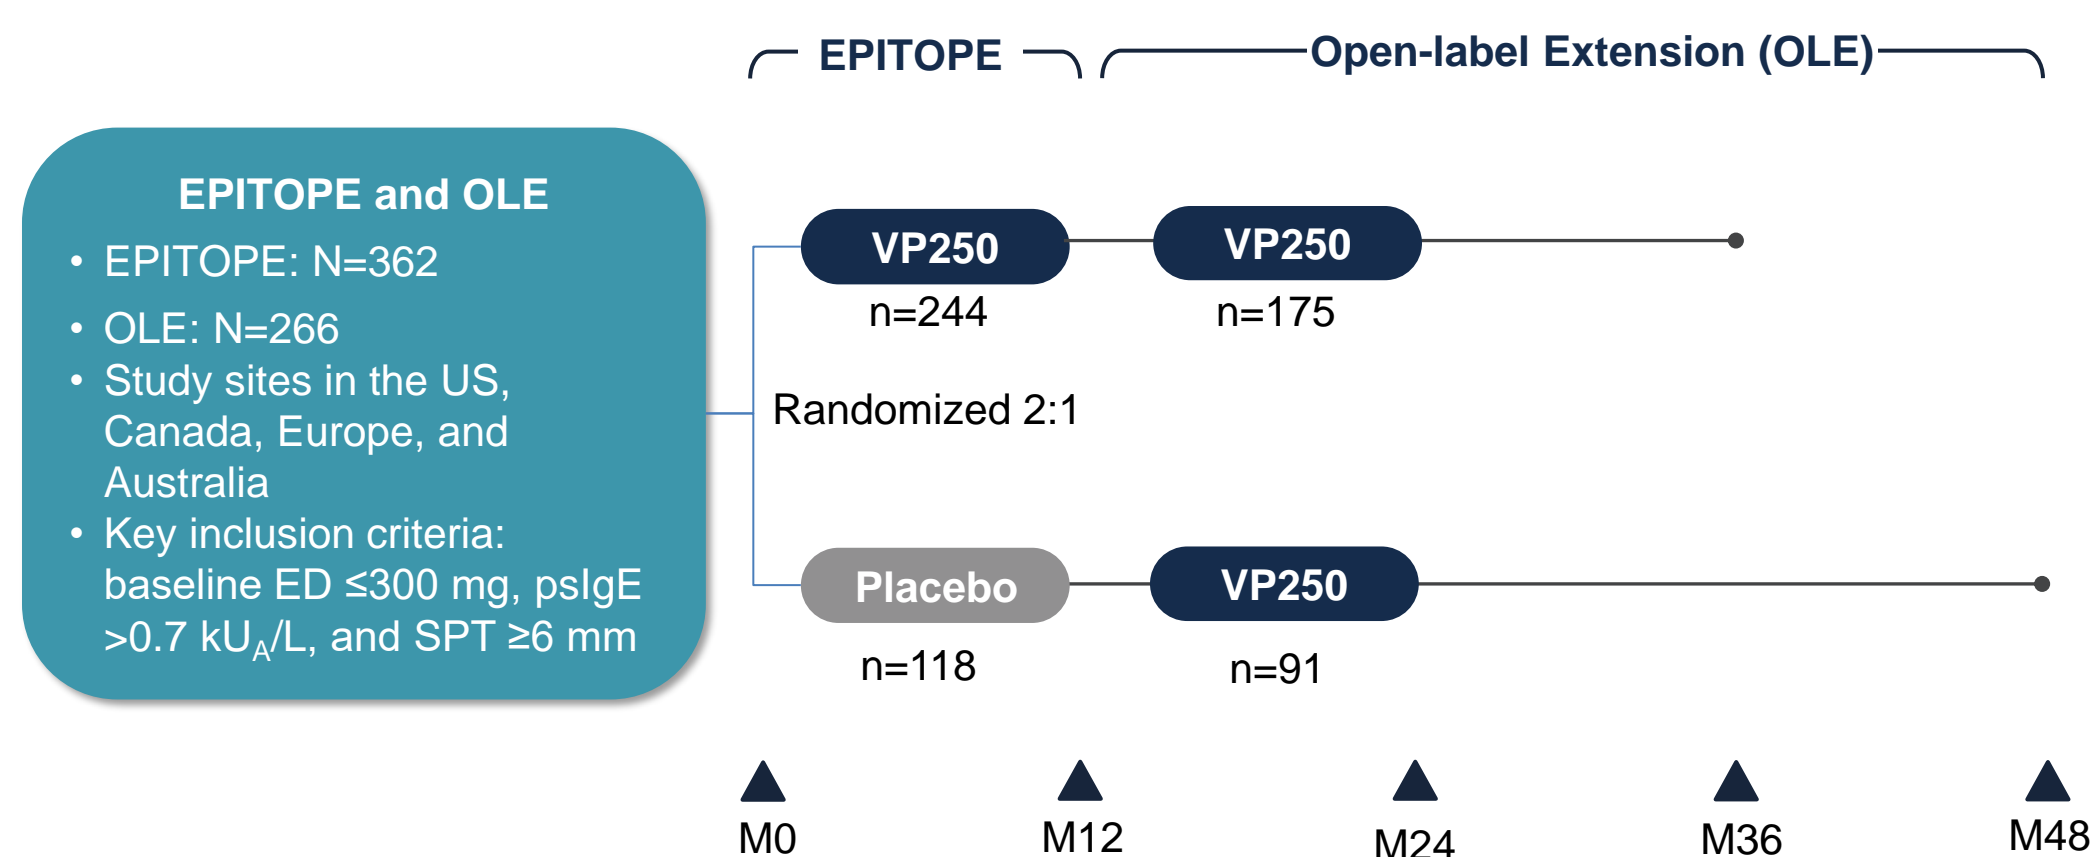 EPITOPE
Open-label Extension (OLE)
EPITOPE and OLE
• EPITOPE: N=362
• OLE: N=266
• Study sites in the US,
Canada, Europe, and
Australia
• Key inclusion criteria:
baseline ED ≤300 mg, psIgE
>0.7 kU_A/L, and SPT ≥6 mm
VP250
VP250
n=244
n=175
Randomized 2:1
Placebo
VP250
n=118
n=91
M0
M12
M24
M36
M48